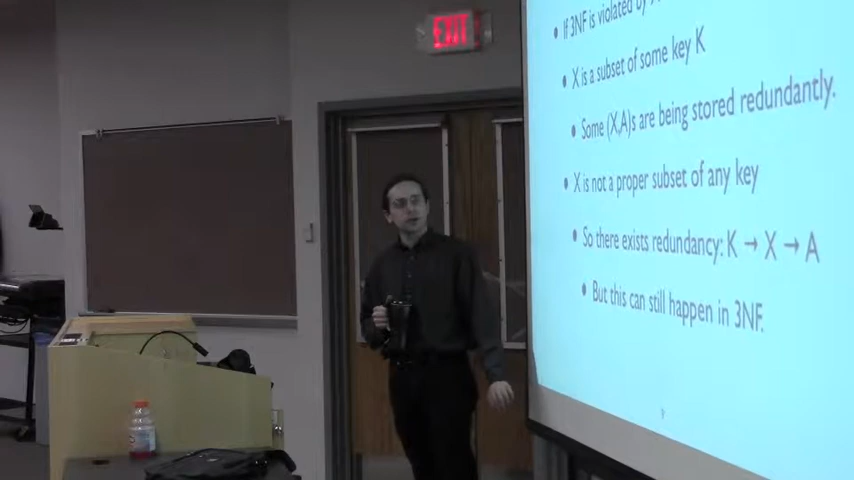 EXIT
• If 3NF is violated by
• X is a subset of some key K
• Some (X,A)s are being stored redundantly.
• X is not a proper subset of any key
• So there exists redundancy: K → X → A
• But this can still happen in 3NF.